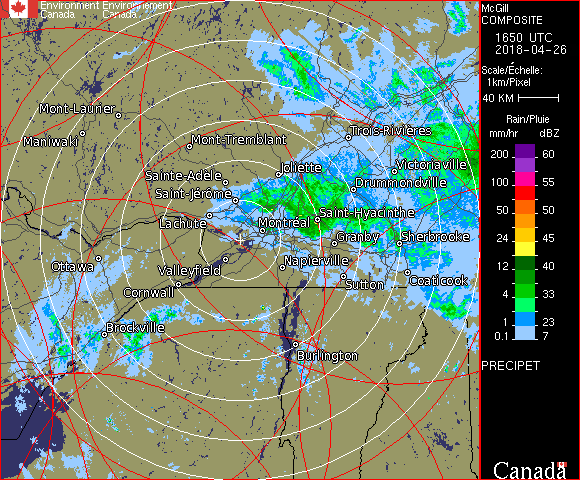 Environment Environnement
Canada Canada
McGill
COMPOSITE
1650 UTC
2018-04-26
Scale/Échelle:
1km/Pixel
40 KM
Rain/Pluie
mm/hr dBZ
200 60
100 55
50 50
24 45
12 40
4 33
2 23
0.1 7
PRECIPET
Canada
Mont-Laurier
Maniwaki
Mont-Tremblant
Trois-Rivières
Sainte-Adèle
Joliette
Victoriaville
Saint-Jérôme
Drummondville
Lachute
Montréal
Saint-Hyacinthe
Granby
Sherbrooke
Ottawa
Valleyfield
Napierville
Cornwall
Sutton
Coaticook
Brockville
Burlington